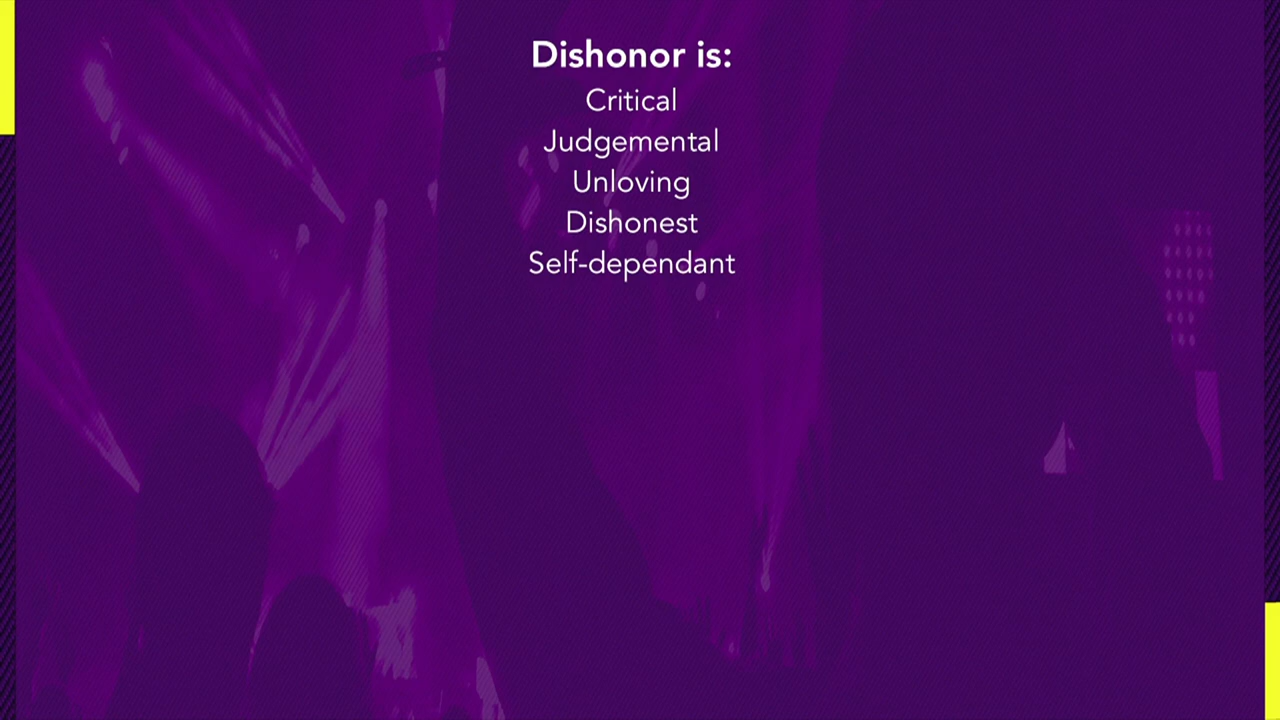 Dishonor is:
Critical
Judgemental
Unloving
Dishonest
Self-dependant